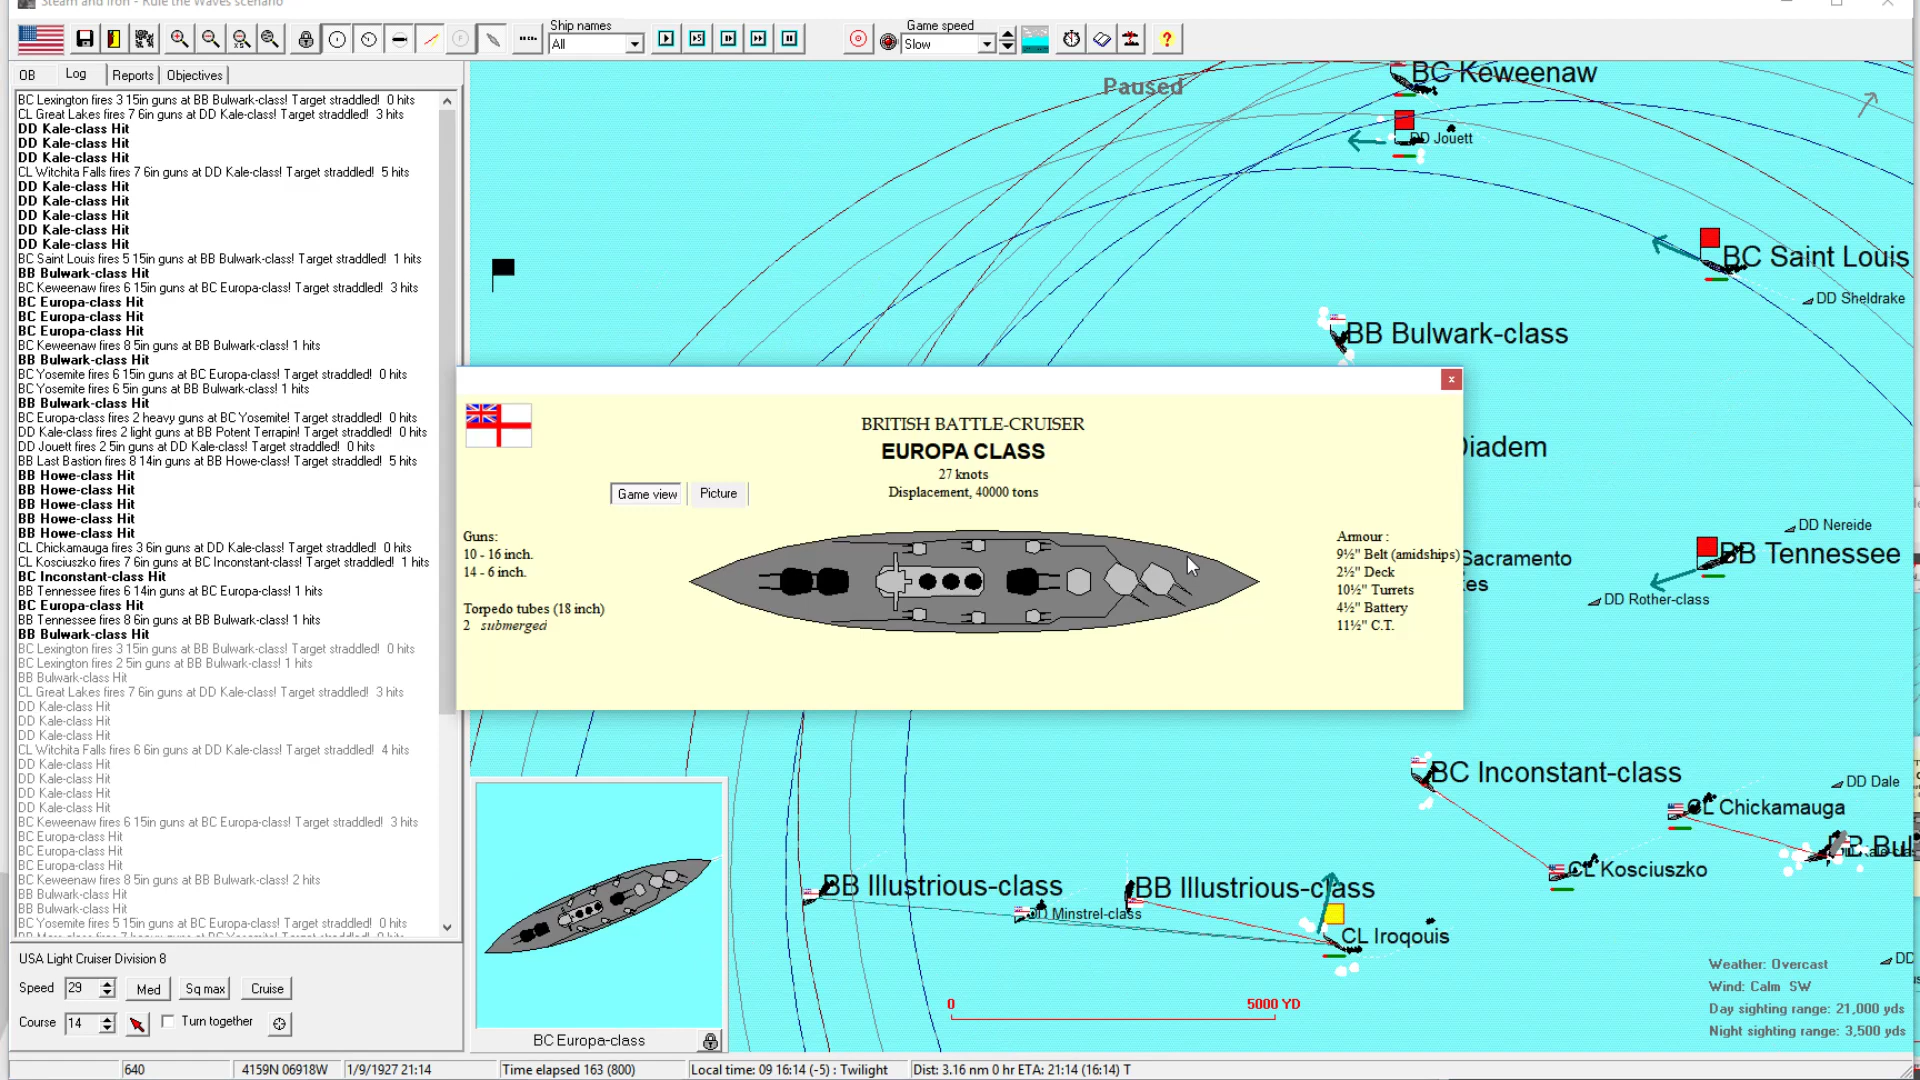 Steam and Iron - Rule the Waves scenario
Ship names
All
Game speed
Slow
OB
Log
Reports
Objectives
BC Lexington fires 3 15in guns at BB Bulwark-class! Target straddled! 0 hits
CL Great Lakes fires 7 6in guns at DD Kale-class! Target straddled! 3 hits
DD Kale-class Hit
DD Kale-class Hit
DD Kale-class Hit
CL Witchita Falls fires 7 6in guns at DD Kale-class! Target straddled! 5 hits
DD Kale-class Hit
DD Kale-class Hit
DD Kale-class Hit
DD Kale-class Hit
DD Kale-class Hit
BC Saint Louis fires 5 15in guns at BB Bulwark-class! Target straddled! 1 hits
BB Bulwark-class Hit
BC Keweenaw fires 6 15in guns at BC Europa-class! Target straddled! 3 hits
BC Europa-class Hit
BC Europa-class Hit
BC Europa-class Hit
BC Keweenaw fires 8 5in guns at BB Bulwark-class! 1 hits
BB Bulwark-class Hit
BC Yosemite fires 6 15in guns at BC Europa-class! Target straddled! 0 hits
BC Yosemite fires 6 5in guns at BB Bulwark-class! 1 hits
BB Bulwark-class Hit
BC Europa-class fires 2 heavy guns at BC Yosemite! Target straddled! 0 hits
DD Kale-class fires 2 light guns at BB Potent Terrapin! Target straddled! 0 hits
DD Jouett fires 2 5in guns at DD Kale-class! Target straddled! 0 hits
BB Last Bastion fires 8 14in guns at BB Howe-class! Target straddled! 5 hits
BB Howe-class Hit
BB Howe-class Hit
BB Howe-class Hit
BB Howe-class Hit
BB Howe-class Hit
CL Chickamauga fires 3 6in guns at DD Kale-class! Target straddled! 0 hits
CL Kosciuszko fires 7 6in guns at BC Inconstant-class! Target straddled! 1 hits
BC Inconstant-class Hit
BB Tennessee fires 6 14in guns at BC Europa-class! 1 hits
BC Europa-class Hit
BB Tennessee fires 8 6in guns at BB Bulwark-class! 1 hits
BB Bulwark-class Hit
BC Lexington fires 3 15in guns at BB Bulwark-class! Target straddled! 0 hits
BC Lexington fires 2 5in guns at BB Bulwark-class! 1 hits
BB Bulwark-class Hit
CL Great Lakes fires 7 6in guns at DD Kale-class! Target straddled! 3 hits
DD Kale-class Hit
DD Kale-class Hit
DD Kale-class Hit
CL Witchita Falls fires 6 6in guns at DD Kale-class! Target straddled! 4 hits
DD Kale-class Hit
DD Kale-class Hit
DD Kale-class Hit
DD Kale-class Hit
BC Keweenaw fires 6 15in guns at BC Europa-class! Target straddled! 3 hits
BC Europa-class Hit
BC Europa-class Hit
BC Europa-class Hit
BC Keweenaw fires 8 5in guns at BB Bulwark-class! 2 hits
BB Bulwark-class Hit
BB Bulwark-class Hit
BC Yosemite fires 5 15in guns at BC Europa-class! Target straddled! 0 hits
USA Light Cruiser Division 8
Speed
29
Med
Sq max
Cruise
Course
14
Turn together
Paused
BC Keweenaw
DD Jouett
BC Saint Louis
DD Sheldrake
BB Bulwark-class
Diadem
DD Nereide
Sacramento
BB Tennessee
DD Rother-class
BRITISH BATTLE-CRUISER
EUROPA CLASS
27 knots
Displacement, 40000 tons
Game view
Picture
Guns:
10 - 16 inch.
14 - 6 inch.
Torpedo tubes (18 inch)
2 submerged
Armour :
9½" Belt (amidships)
2½" Deck
10½" Turrets
4½" Battery
11½" C.T.
BC Inconstant-class
DD Dale
CL Chickamauga
CL Kosciuszko
BB Illustrious-class
BB Illustrious-class
DD Minstrel-class
CL Iroqouis
0
5000 YD
BC Europa-class
Weather: Overcast
Wind: Calm SW
Day sighting range: 21,000 yds
Night sighting range: 3,500 yds
640
4159N 06918W
1/9/1927 21:14
Time elapsed 163 (800)
Local time: 09 16:14 (-5) : Twilight
Dist: 3.16 nm 0 hr ETA: 21:14 (16:14) T